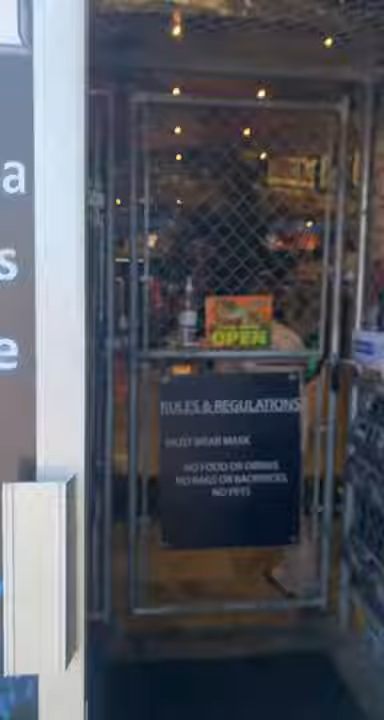 a
s
e
OPEN
RULES & REGULATIONS
MUST WEAR MASK
NO FOOD OR DRINKS
NO BAGS OR BACKPACKS
NO PETS